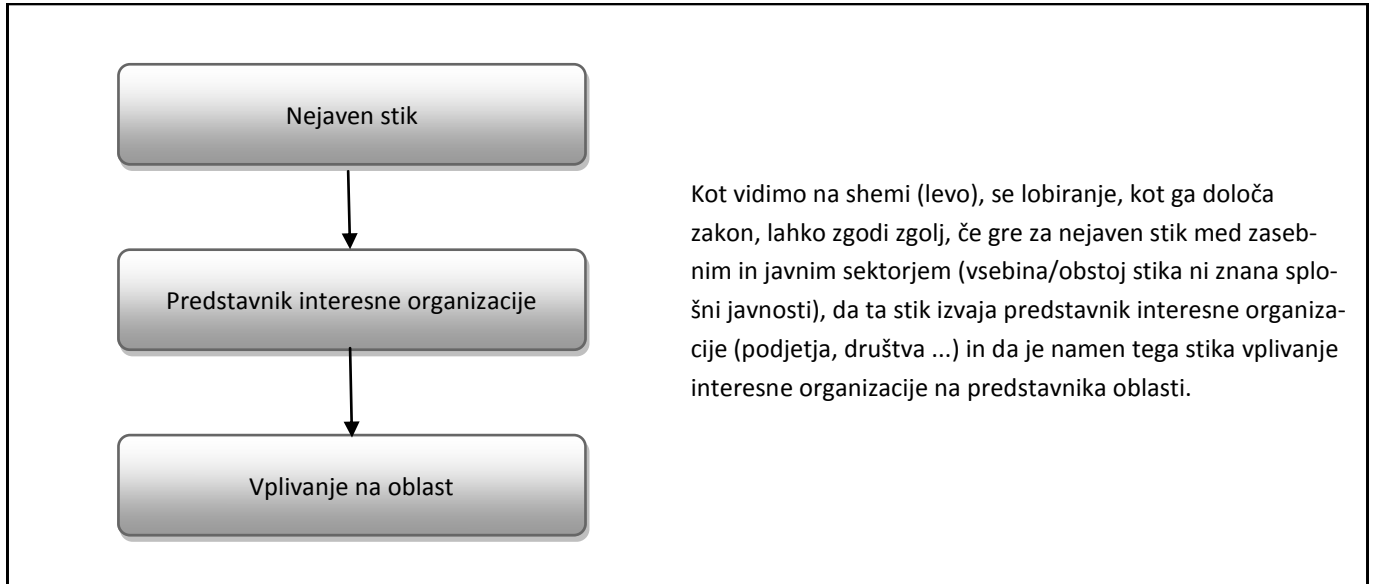 Nejaven stik
Predstavnik interesne organizacije
Vplivanje na oblast
Kot vidimo na shemi (levo), se lobiranje, kot ga določa
zakon, lahko zgodi zgolj, če gre za nejaven stik med zaseb-
nim in javnim sektorjem (vsebina/obstoj stika ni znana splo-
šni javnosti), da ta stik izvaja predstavnik interesne organiza-
cije (podjetja, društva ...) in da je namen tega stika vplivanje
interesne organizacije na predstavnika oblasti.